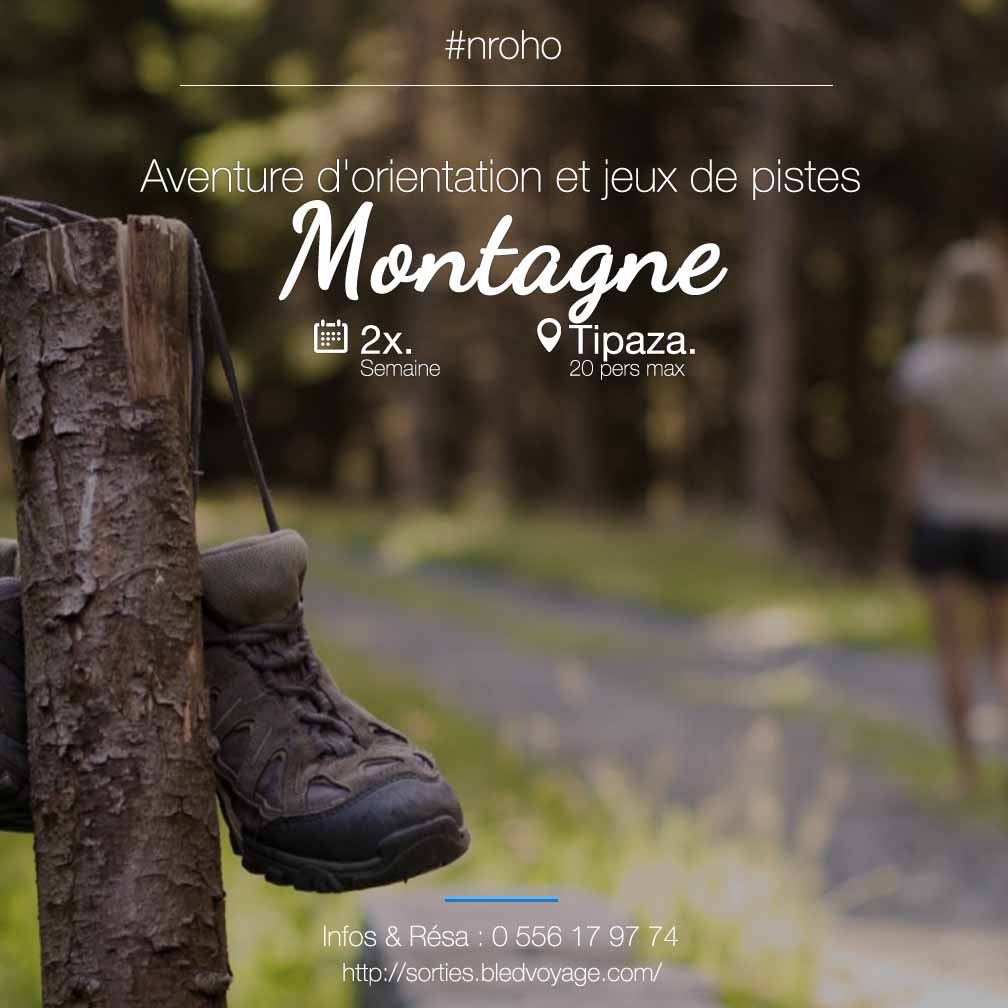 #nroho
Aventure d'orientation et jeux de pistes
Montagne
2x.
Semaine
Tipaza.
20 pers max
Infos & Résa : 0 556 17 97 74
http://sorties.bledvoyage.com/